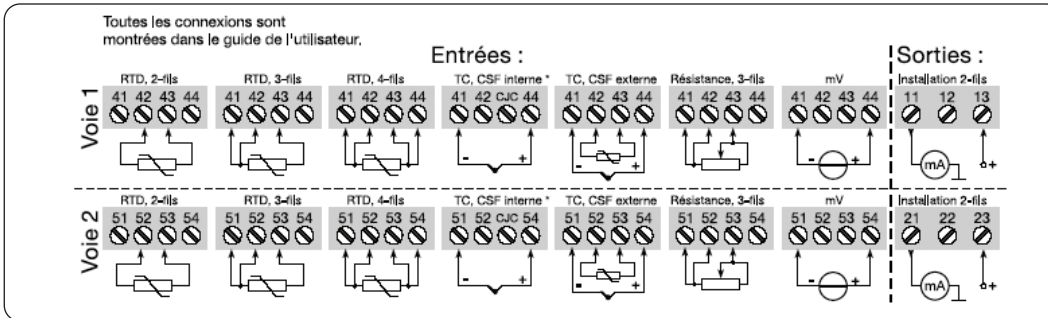 Toutes les connexions sont
montrées dans le guide de l'utilisateur.
Entrées :
Sorties :
Voie 1
RTD, 2-fils RTD, 3-fils RTD, 4-fils TC, CSF interne * TC, CSF externe Résistance, 3-fils mV Installation 2-fils
41 42 43 44 41 42 43 44 41 42 43 44 41 42 CJC 44 41 42 43 44 41 42 43 44 41 42 43 44 11 12 13
- + - + - + mA +
Voie 2
RTD, 2-fils RTD, 3-fils RTD, 4-fils TC, CSF interne * TC, CSF externe Résistance, 3-fils mV Installation 2-fils
51 52 53 54 51 52 53 54 51 52 53 54 51 52 CJC 54 51 52 53 54 51 52 53 54 51 52 53 54 21 22 23
- + - + - + mA +